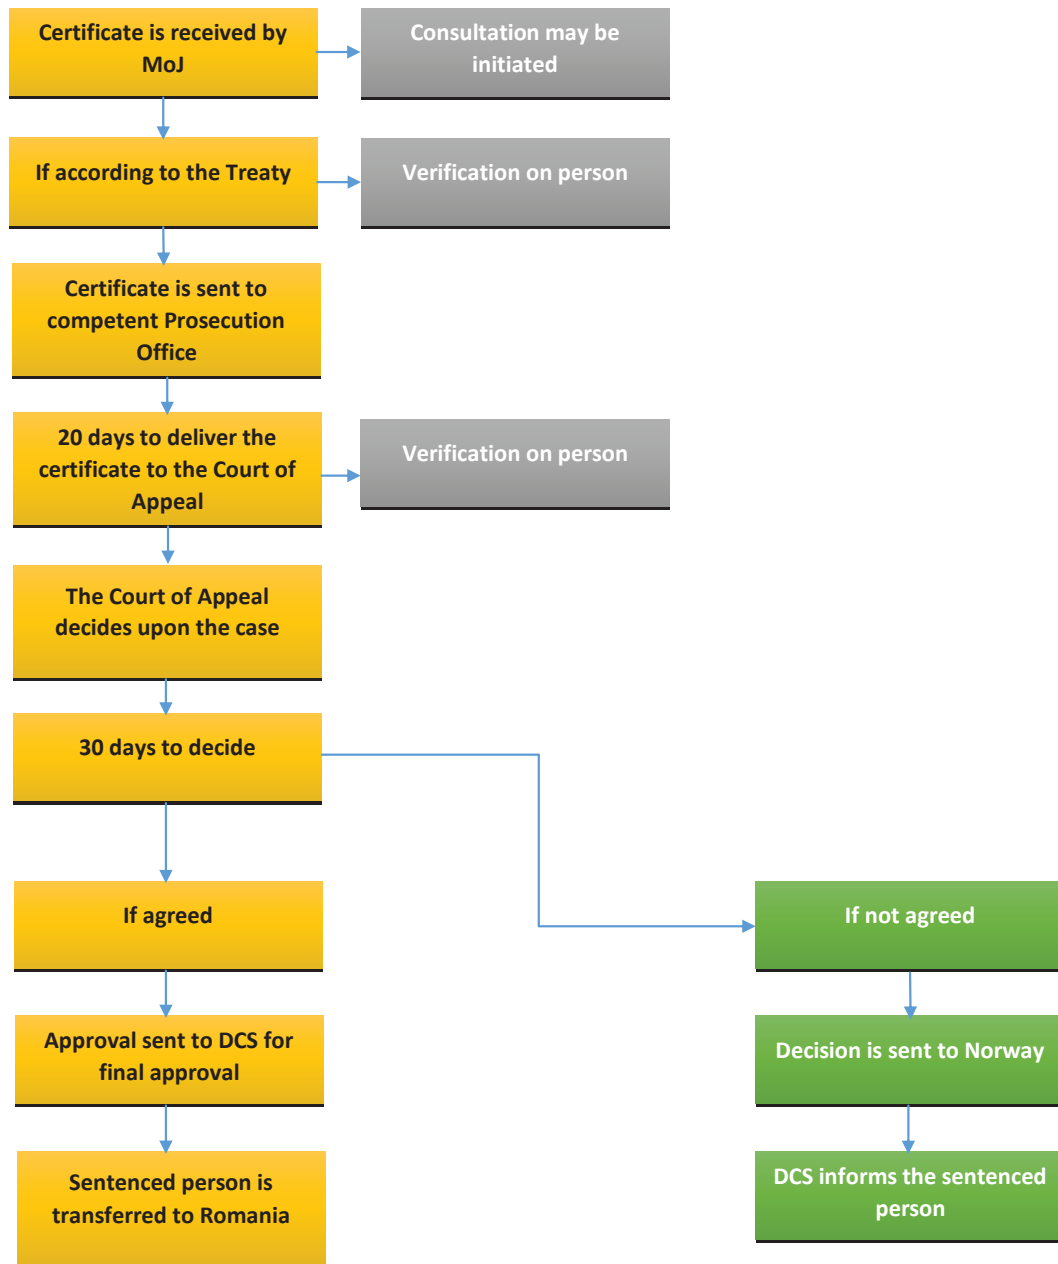 Certificate is received by
MoJ
Consultation may be
initiated
If according to the Treaty
Verification on person
Certificate is sent to
competent Prosecution
Office
20 days to deliver the
certificate to the Court of
Appeal
Verification on person
The Court of Appeal
decides upon the case
30 days to decide
If agreed
If not agreed
Approval sent to DCS for
final approval
Decision is sent to Norway
Sentenced person is
transferred to Romania
DCS informs the sentenced
person